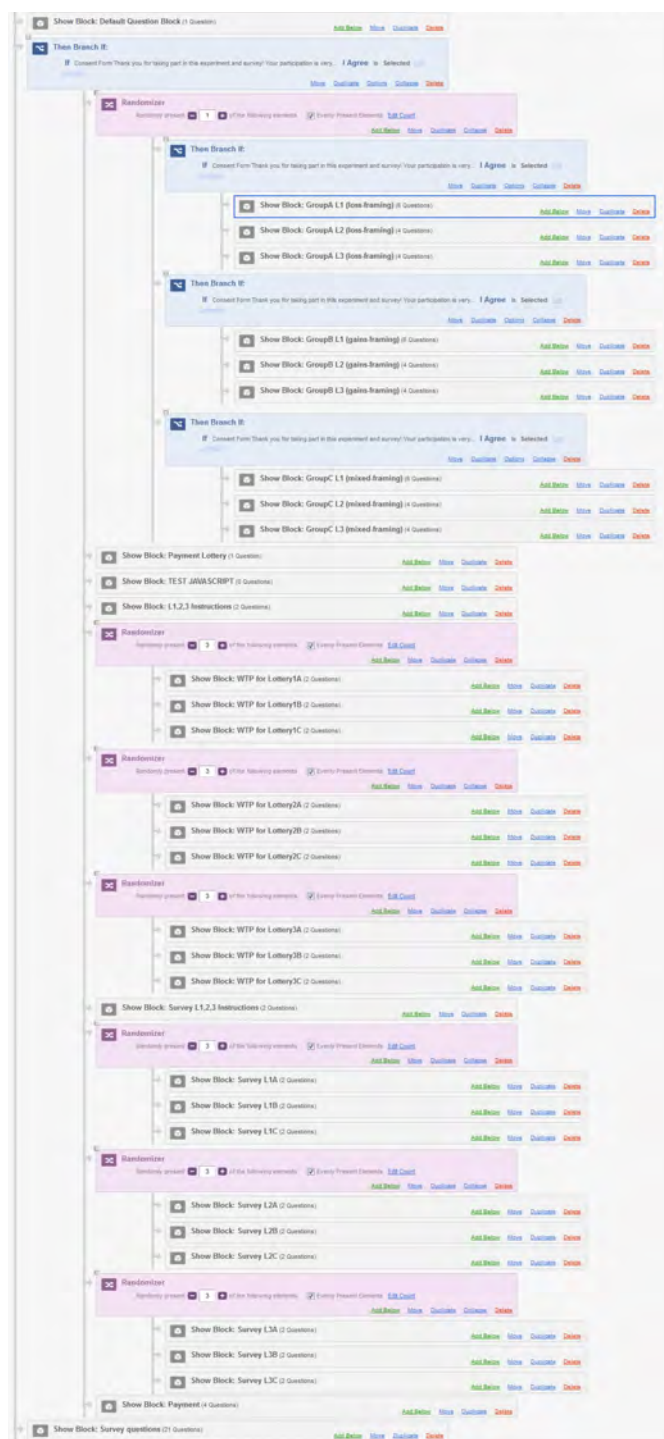 Show Block: Default Question Block (1 Question)
Add Below Move Duplicate Delete
Then Branch If:
If Consent Form Thank you for taking part in this experiment and survey! Your participation is very... I Agree Is Selected
Move Duplicate Options Collapse Delete
Randomizer
Randomly present 1 of the following elements Evenly Present Elements Edit Count
Add Below Move Duplicate Collapse Delete
Then Branch If:
If Consent Form Thank you for taking part in this experiment and survey! Your participation is very... I Agree Is Selected
Move Duplicate Options Collapse Delete
Show Block: GroupA L1 (loss-framing) (6 Questions)
Add Below Move Duplicate Delete
Show Block: GroupA L2 (loss-framing) (4 Questions)
Add Below Move Duplicate Delete
Show Block: GroupA L3 (loss-framing) (4 Questions)
Add Below Move Duplicate Delete
Then Branch If:
If Consent Form Thank you for taking part in this experiment and survey! Your participation is very... I Agree Is Selected
Move Duplicate Options Collapse Delete
Show Block: GroupB L1 (gains-framing) (6 Questions)
Add Below Move Duplicate Delete
Show Block: GroupB L2 (gains-framing) (4 Questions)
Add Below Move Duplicate Delete
Show Block: GroupB L3 (gains-framing) (4 Questions)
Add Below Move Duplicate Delete
Then Branch If:
If Consent Form Thank you for taking part in this experiment and survey! Your participation is very... I Agree Is Selected
Move Duplicate Options Collapse Delete
Show Block: GroupC L1 (mixed-framing) (6 Questions)
Add Below Move Duplicate Delete
Show Block: GroupC L2 (mixed-framing) (4 Questions)
Add Below Move Duplicate Delete
Show Block: GroupC L3 (mixed-framing) (4 Questions)
Add Below Move Duplicate Delete
Show Block: Payment Lottery (1 Question)
Add Below Move Duplicate Delete
Show Block: TEST JAVASCRIPT (0 Questions)
Add Below Move Duplicate Delete
Show Block: L1,2,3 Instructions (2 Questions)
Add Below Move Duplicate Delete
Randomizer
Randomly present 3 of the following elements Evenly Present Elements Edit Count
Add Below Move Duplicate Collapse Delete
Show Block: WTP for Lottery1A (2 Questions)
Add Below Move Duplicate Delete
Show Block: WTP for Lottery1B (2 Questions)
Add Below Move Duplicate Delete
Show Block: WTP for Lottery1C (2 Questions)
Add Below Move Duplicate Delete
Randomizer
Randomly present 3 of the following elements Evenly Present Elements Edit Count
Add Below Move Duplicate Collapse Delete
Show Block: WTP for Lottery2A (2 Questions)
Add Below Move Duplicate Delete
Show Block: WTP for Lottery2B (2 Questions)
Add Below Move Duplicate Delete
Show Block: WTP for Lottery2C (2 Questions)
Add Below Move Duplicate Delete
Randomizer
Randomly present 3 of the following elements Evenly Present Elements Edit Count
Add Below Move Duplicate Collapse Delete
Show Block: WTP for Lottery3A (2 Questions)
Add Below Move Duplicate Delete
Show Block: WTP for Lottery3B (2 Questions)
Add Below Move Duplicate Delete
Show Block: WTP for Lottery3C (2 Questions)
Add Below Move Duplicate Delete
Show Block: Survey L1,2,3 Instructions (2 Questions)
Add Below Move Duplicate Delete
Randomizer
Randomly present 3 of the following elements Evenly Present Elements Edit Count
Add Below Move Duplicate Collapse Delete
Show Block: Survey L1A (2 Questions)
Add Below Move Duplicate Delete
Show Block: Survey L1B (2 Questions)
Add Below Move Duplicate Delete
Show Block: Survey L1C (2 Questions)
Add Below Move Duplicate Delete
Randomizer
Randomly present 3 of the following elements Evenly Present Elements Edit Count
Add Below Move Duplicate Collapse Delete
Show Block: Survey L2A (2 Questions)
Add Below Move Duplicate Delete
Show Block: Survey L2B (2 Questions)
Add Below Move Duplicate Delete
Show Block: Survey L2C (2 Questions)
Add Below Move Duplicate Delete
Randomizer
Randomly present 3 of the following elements Evenly Present Elements Edit Count
Add Below Move Duplicate Collapse Delete
Show Block: Survey L3A (2 Questions)
Add Below Move Duplicate Delete
Show Block: Survey L3B (2 Questions)
Add Below Move Duplicate Delete
Show Block: Survey L3C (2 Questions)
Add Below Move Duplicate Delete
Show Block: Payment (4 Questions)
Add Below Move Duplicate Delete
Show Block: Survey questions (21 Questions)
Add Below Move Duplicate Delete